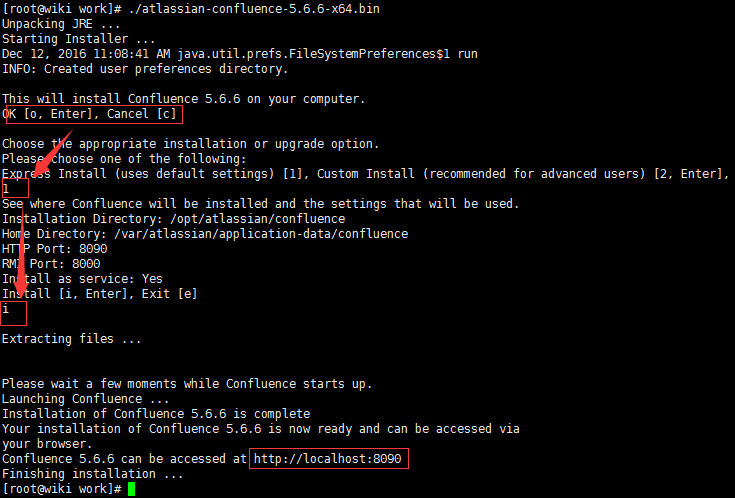 [root@wiki work]# ./atlassian-confluence-5.6.6-x64.bin
Unpacking JRE ...
Starting Installer ...
Dec 12, 2016 11:08:41 AM java.util.prefs.FileSystemPreferences$1 run
INFO: Created user preferences directory.
This will install Confluence 5.6.6 on your computer.
OK [o, Enter], Cancel [c]
Choose the appropriate installation or upgrade option.
Please choose one of the following:
Express Install (uses default settings) [1], Custom Install (recommended for advanced users) [2, Enter],
1
See where Confluence will be installed and the settings that will be used.
Installation Directory: /opt/atlassian/confluence
Home Directory: /var/atlassian/application-data/confluence
HTTP Port: 8090
RMI Port: 8000
Install as service: Yes
Install [i, Enter], Exit [e]
i
Extracting files ...
Please wait a few moments while Confluence starts up.
Launching Confluence ...
Installation of Confluence 5.6.6 is complete
Your installation of Confluence 5.6.6 is now ready and can be accessed via
your browser.
Confluence 5.6.6 can be accessed at http://localhost:8090
Finishing installation ...
[root@wiki work]#